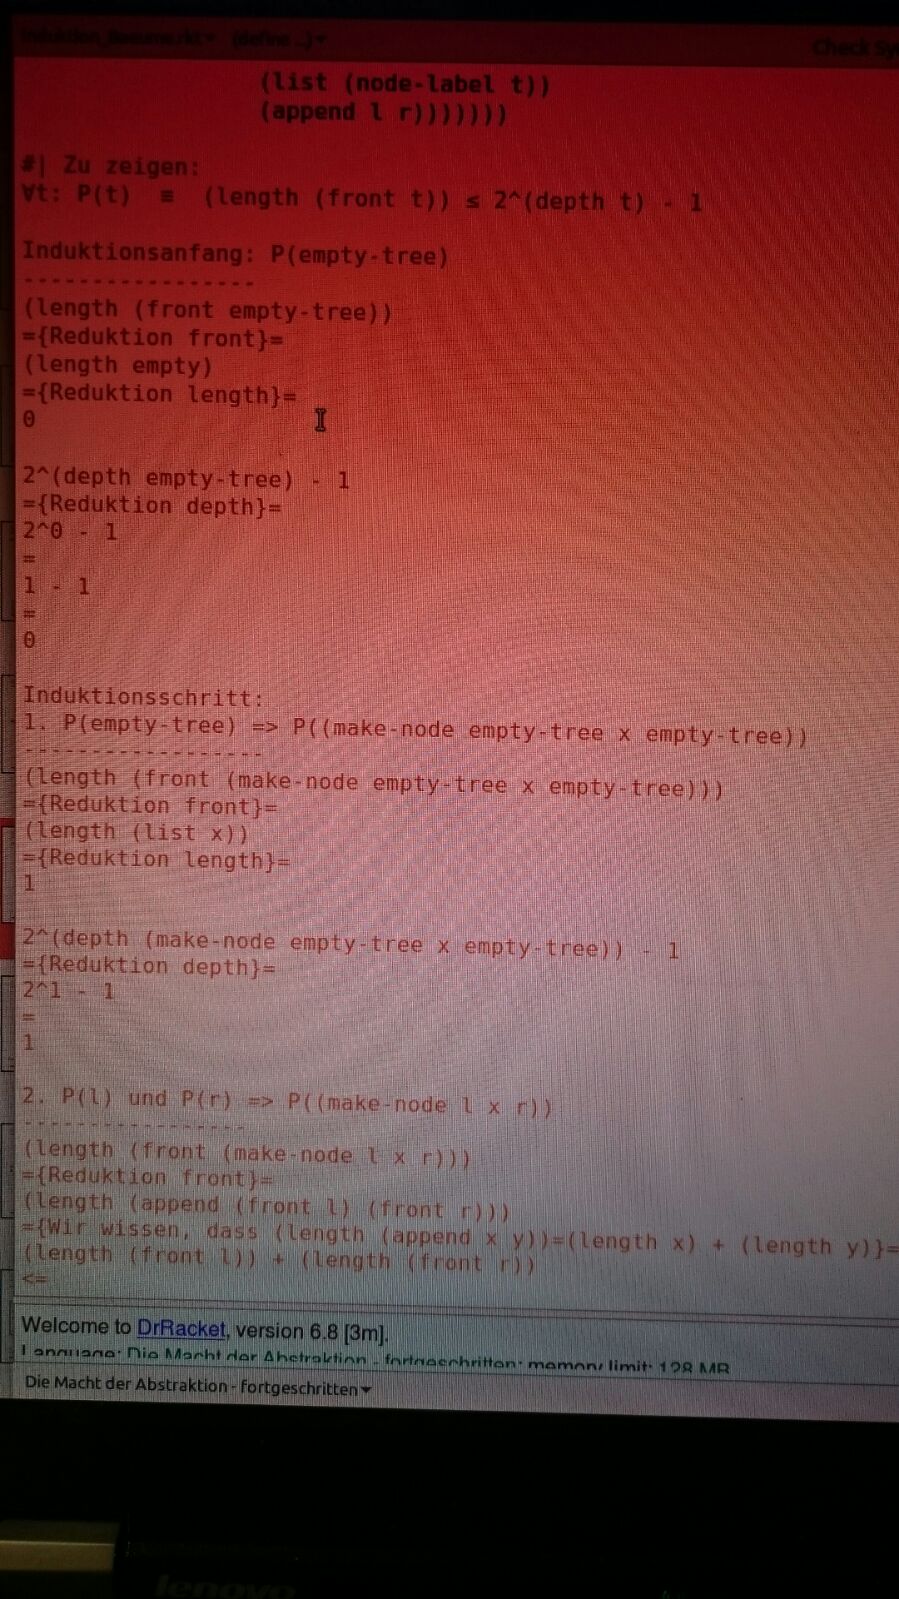 Induktion_Baeume.rkt▾ (define ...)▾
Check Sy
(list (node-label t))
(append l r)))))))
#| Zu zeigen:
∀t: P(t) ≡ (length (front t)) ≤ 2^(depth t) - 1
Induktionsanfang: P(empty-tree)
-----------------
(length (front empty-tree))
={Reduktion front}=
(length empty)
={Reduktion length}=
0
2^(depth empty-tree) - 1
={Reduktion depth}=
2^0 - 1
=
1 - 1
=
0
Induktionsschritt:
1. P(empty-tree) => P((make-node empty-tree x empty-tree))
-----------------
(length (front (make-node empty-tree x empty-tree)))
={Reduktion front}=
(length (list x))
={Reduktion length}=
1
2^(depth (make-node empty-tree x empty-tree)) - 1
={Reduktion depth}=
2^1 - 1
=
1
2. P(l) und P(r) => P((make-node l x r))
-----------------
(length (front (make-node l x r)))
={Reduktion front}=
(length (append (front l) (front r)))
={Wir wissen, dass (length (append x y))=(length x) + (length y)}=
(length (front l)) + (length (front r))
<=
Welcome to DrRacket, version 6.8 [3m].
Language: Die Macht der Abstraktion - fortgeschritten; memory limit: 128 MB
Die Macht der Abstraktion - fortgeschritten▾
lenovo